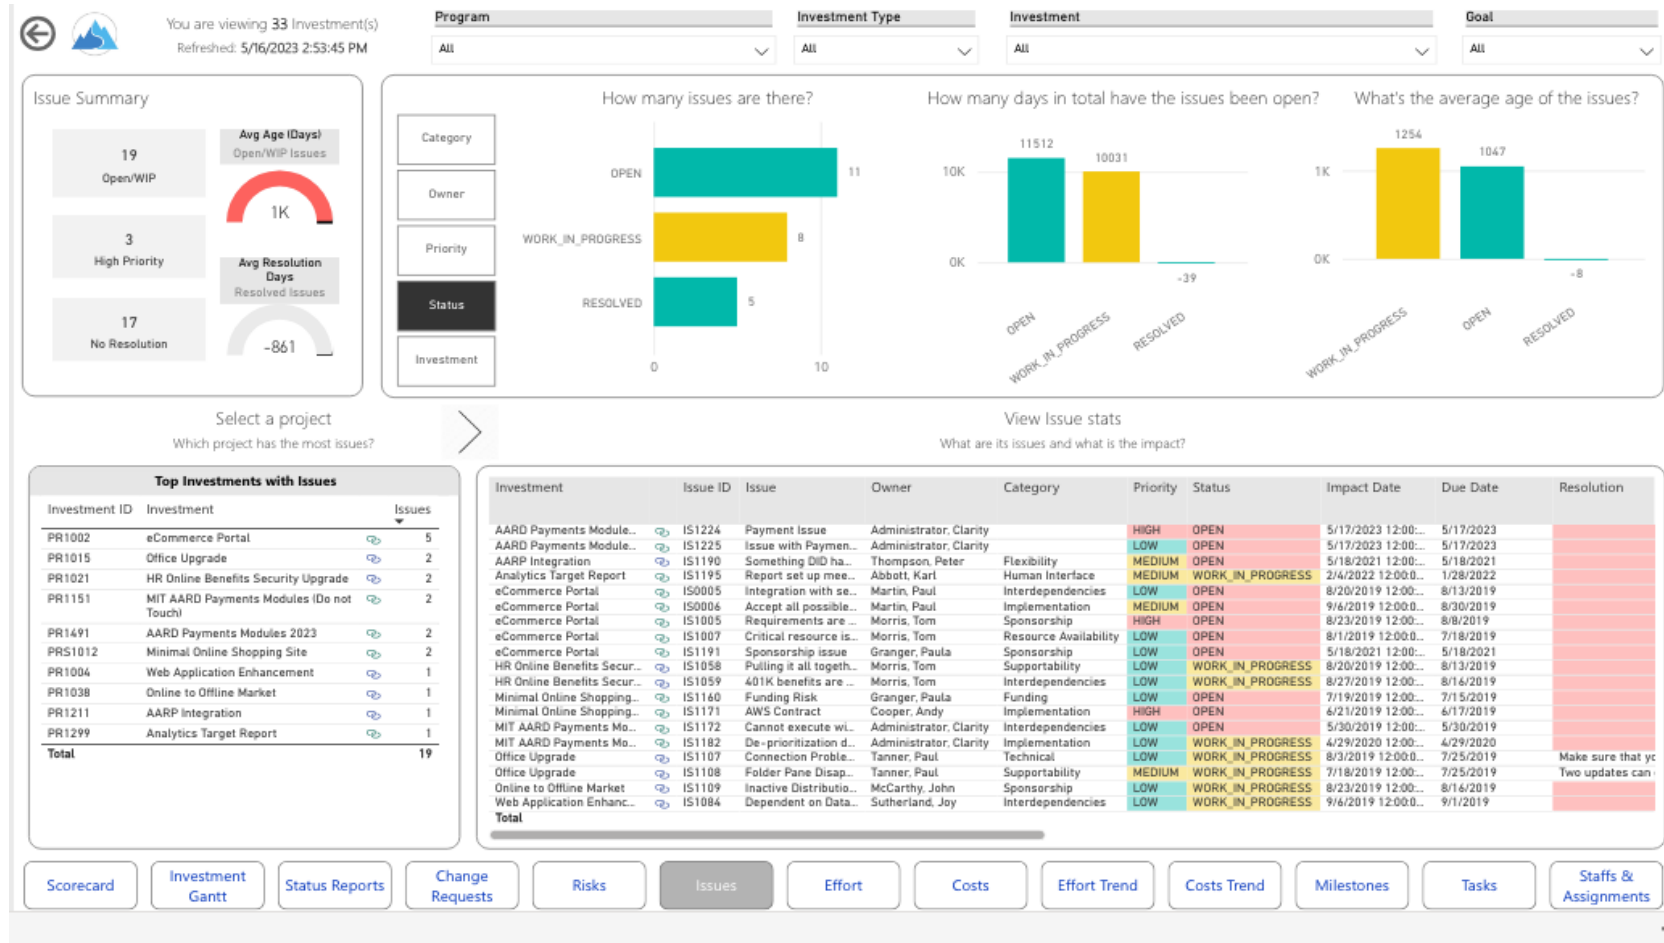 You are viewing 33 Investment(s)
Refreshed: 5/16/2023 2:53:45 PM
Program
All
Investment Type
All
Investment
All
Goal
All
Issue Summary
19
Open/WIP
3
High Priority
17
No Resolution
Avg Age (Days)
Open/WIP Issues
1K
Avg Resolution
Days
Resolved Issues
-861
Category
Owner
Priority
Status
Investment
How many issues are there?
OPEN 11
WORK_IN_PROGRESS 8
RESOLVED 5
0 10
How many days in total have the issues been open?
11512
10031
-39
10K
0K
OPEN
WORK_IN_PROGRESS
RESOLVED
What's the average age of the issues?
1254
1047
-8
1K
0K
WORK_IN_PROGRESS
OPEN
RESOLVED
Select a project
Which project has the most issues?
View Issue stats
What are its issues and what is the impact?
Top Investments with Issues
Investment ID Investment Issues
PR1002 eCommerce Portal 5
PR1015 Office Upgrade 2
PR1021 HR Online Benefits Security Upgrade 2
PR1151 MIT AARD Payments Modules (Do not 2
Touch)
PR1491 AARD Payments Modules 2023 2
PRS1012 Minimal Online Shopping Site 2
PR1004 Web Application Enhancement 1
PR1038 Online to Offline Market 1
PR1211 AARP Integration 1
PR1299 Analytics Target Report 1
Total 19
Investment Issue ID Issue Owner Category Priority Status Impact Date Due Date Resolution
AARD Payments Module... IS1224 Payment Issue Administrator, Clarity HIGH OPEN 5/17/2023 12:00:... 5/17/2023
AARD Payments Module... IS1225 Issue with Paymen... Administrator, Clarity LOW OPEN 5/17/2023 12:00:... 5/17/2023
AARP Integration IS1190 Something DID ha... Thompson, Peter Flexibility MEDIUM OPEN 5/18/2021 12:00:... 5/18/2021
Analytics Target Report IS1195 Report set up mee... Abbott, Karl Human Interface MEDIUM WORK_IN_PROGRESS 2/4/2022 12:00:0... 1/28/2022
eCommerce Portal IS0005 Integration with se... Martin, Paul Interdependencies LOW OPEN 8/20/2019 12:00:... 8/13/2019
eCommerce Portal IS0006 Accept all possible... Martin, Paul Implementation MEDIUM OPEN 9/6/2019 12:00:0... 8/30/2019
eCommerce Portal IS1005 Requirements are ... Morris, Tom Sponsorship HIGH OPEN 8/23/2019 12:00:... 8/8/2019
eCommerce Portal IS1007 Critical resource is... Morris, Tom Resource Availability LOW OPEN 8/1/2019 12:00:0... 7/18/2019
eCommerce Portal IS1191 Sponsorship issue Granger, Paula Sponsorship LOW OPEN 5/18/2021 12:00:... 5/18/2021
HR Online Benefits Secur... IS1058 Pulling it all togeth... Morris, Tom Supportability LOW WORK_IN_PROGRESS 8/20/2019 12:00:... 8/13/2019
HR Online Benefits Secur... IS1059 401K benefits are ... Morris, Tom Interdependencies LOW WORK_IN_PROGRESS 8/27/2019 12:00:... 8/16/2019
Minimal Online Shopping... IS1160 Funding Risk Granger, Paula Funding LOW OPEN 7/19/2019 12:00:... 7/15/2019
Minimal Online Shopping... IS1171 AWS Contract Cooper, Andy Implementation HIGH OPEN 6/21/2019 12:00:... 6/17/2019
MIT AARD Payments Mo... IS1172 Cannot execute wi... Administrator, Clarity Interdependencies LOW OPEN 5/30/2019 12:00:... 5/30/2019
MIT AARD Payments Mo... IS1182 De-prioritization d... Administrator, Clarity Implementation LOW WORK_IN_PROGRESS 4/29/2020 12:00:... 4/29/2020
Office Upgrade IS1107 Connection Proble... Tanner, Paul Technical LOW WORK_IN_PROGRESS 8/3/2019 12:00:0... 7/25/2019 Make sure that yo
Office Upgrade IS1108 Folder Pane Disap... Tanner, Paul Supportability MEDIUM WORK_IN_PROGRESS 7/18/2019 12:00:... 7/25/2019 Two updates can
Online to Offline Market IS1109 Inactive Distributio... McCarthy, John Sponsorship LOW WORK_IN_PROGRESS 8/23/2019 12:00:... 8/16/2019
Web Application Enhanc... IS1084 Dependent on Data... Sutherland, Joy Interdependencies LOW WORK_IN_PROGRESS 9/6/2019 12:00:0... 9/1/2019
Total
Scorecard
Investment
Gantt
Status Reports
Change
Requests
Risks
Issues
Effort
Costs
Effort Trend
Costs Trend
Milestones
Tasks
Staffs &
Assignments